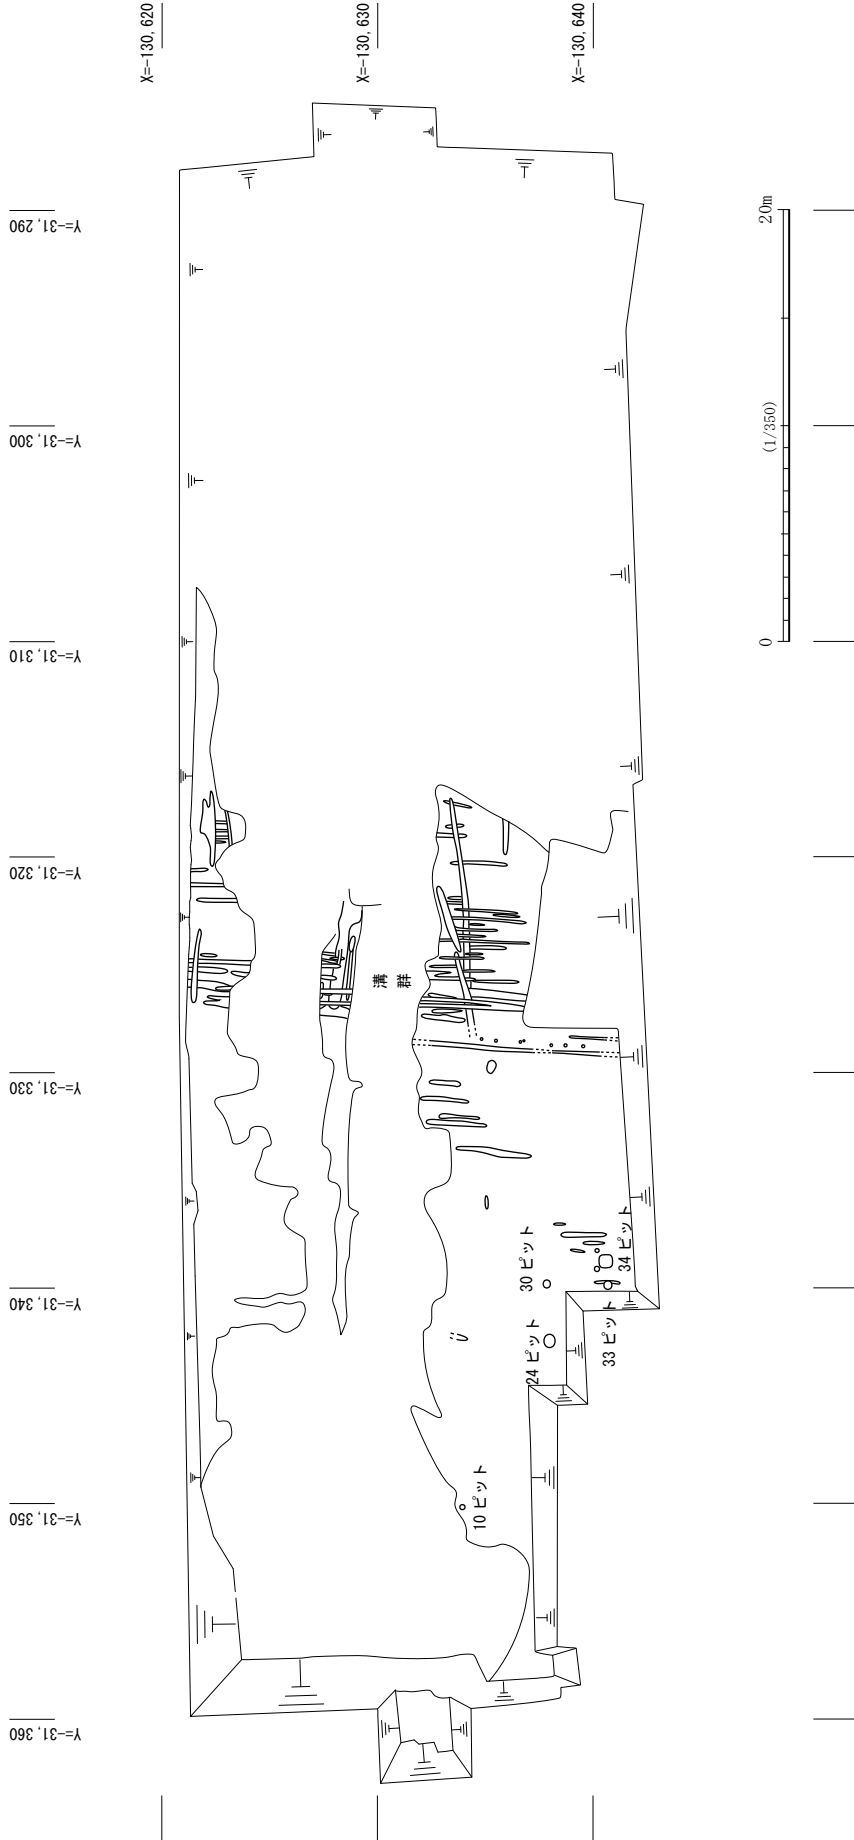 X=-130,620
X=-130,630
X=-130,640
Y=-31,290
Y=-31,300
Y=-31,310
Y=-31,320
Y=-31,330
Y=-31,340
Y=-31,350
Y=-31,360
20m
(1/350)
0
溝群
30 ピット
34 ピット
24 ピット
33 ピット
10 ピット